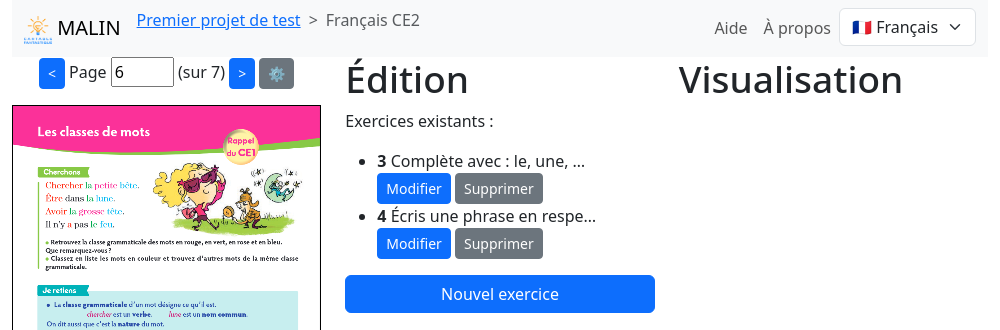 MALIN Premier projet de test > Français CE2 Aide À propos 🇫🇷 Français
< Page 6 (sur 7) > ⚙️
Les classes de mots
Rappel
du CE1
Cherchons
Chercher la petite bête.
Être dans la lune.
Avoir la grosse tête.
Il n'y a pas le feu.
Retrouvez la classe grammaticale des mots en rouge, en vert, en rose et en bleu.
Que remarquez-vous ?
Classez en liste les mots en couleur et trouvez d'autres mots de la même classe
grammaticale.
Je retiens
La classe grammaticale d'un mot désigne ce qu'il est.
chercher est un verbe. lune est un nom commun.
On dit aussi que c'est la nature du mot.
Édition
Exercices existants :
• 3 Complète avec : le, une, ...
Modifier Supprimer
• 4 Écris une phrase en respe...
Modifier Supprimer
Nouvel exercice
Visualisation